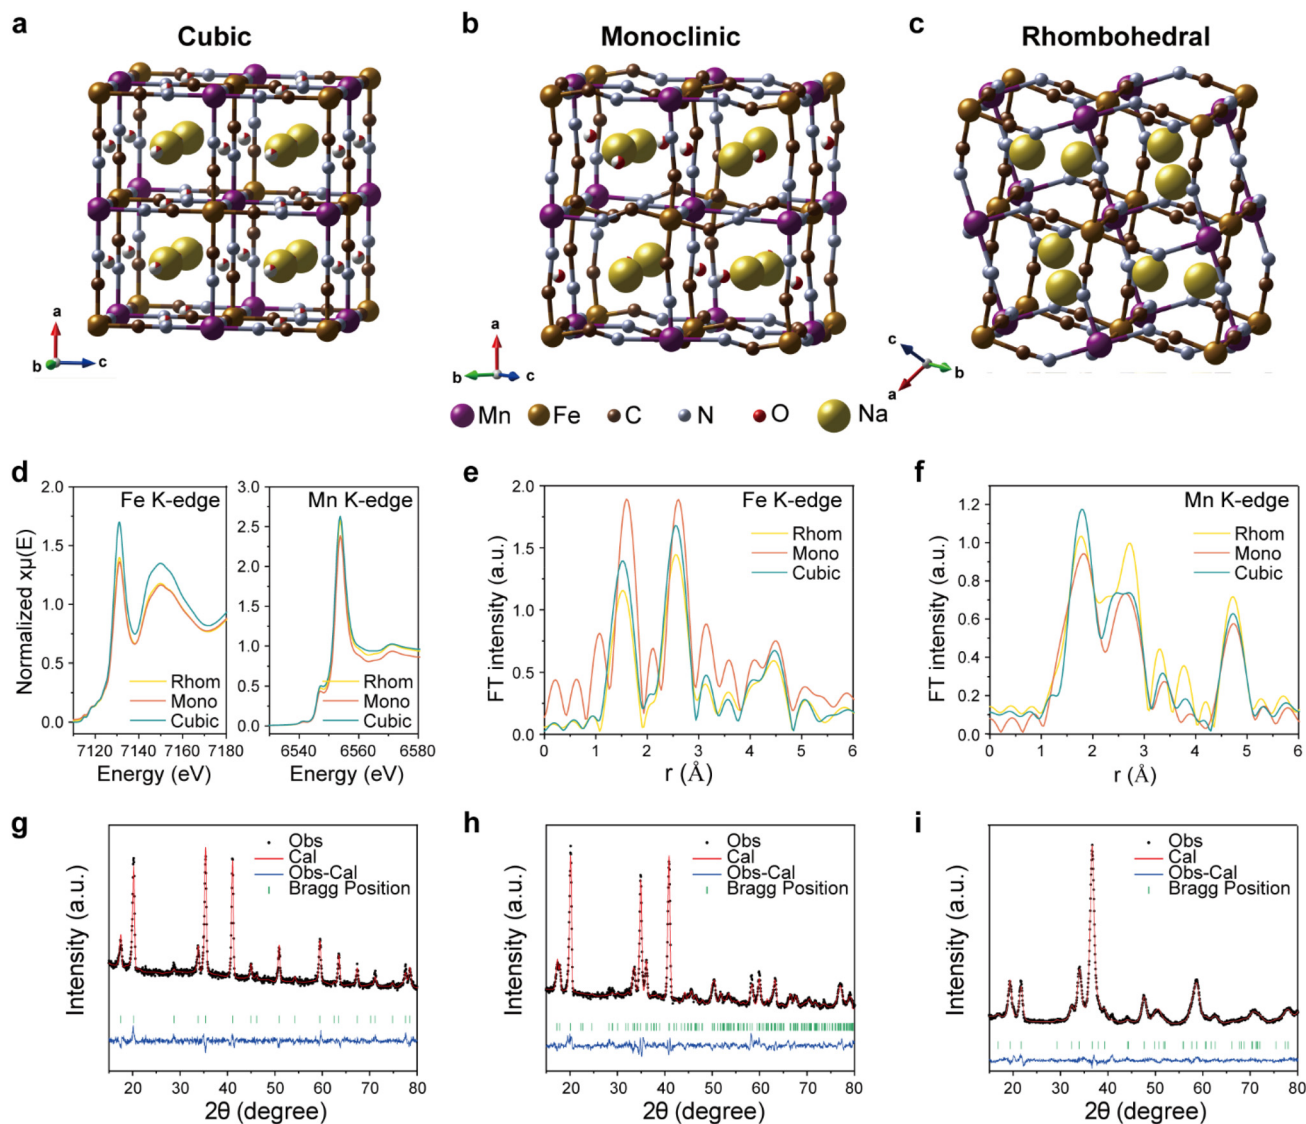 a
Cubic
b
Monoclinic
c
Rhombohedral
a
b
c
a
b
c
c
b
a
Mn
Fe
C
N
O
Na
d
Normalized xμ(E)
2.0
1.5
1.0
0.5
0.0
Fe K-edge
Rhom
Mono
Cubic
7120 7140 7160 7180
Energy (eV)
3.0
2.5
2.0
1.5
1.0
0.5
0.0
Mn K-edge
Rhom
Mono
Cubic
6540 6560 6580
Energy (eV)
e
FT intensity (a.u.)
2.0
1.5
1.0
0.5
0.0
Fe K-edge
Rhom
Mono
Cubic
0 1 2 3 4 5 6
r (Å)
f
FT intensity (a.u.)
1.2
1.0
0.8
0.6
0.4
0.2
0.0
Mn K-edge
Rhom
Mono
Cubic
0 1 2 3 4 5 6
r (Å)
g
Intensity (a.u.)
Obs
Cal
Obs-Cal
Bragg Position
20 30 40 50 60 70 80
2θ (degree)
h
Intensity (a.u.)
Obs
Cal
Obs-Cal
Bragg Position
20 30 40 50 60 70 80
2θ (degree)
i
Intensity (a.u.)
Obs
Cal
Obs-Cal
Bragg Position
20 30 40 50 60 70 80
2θ (degree)